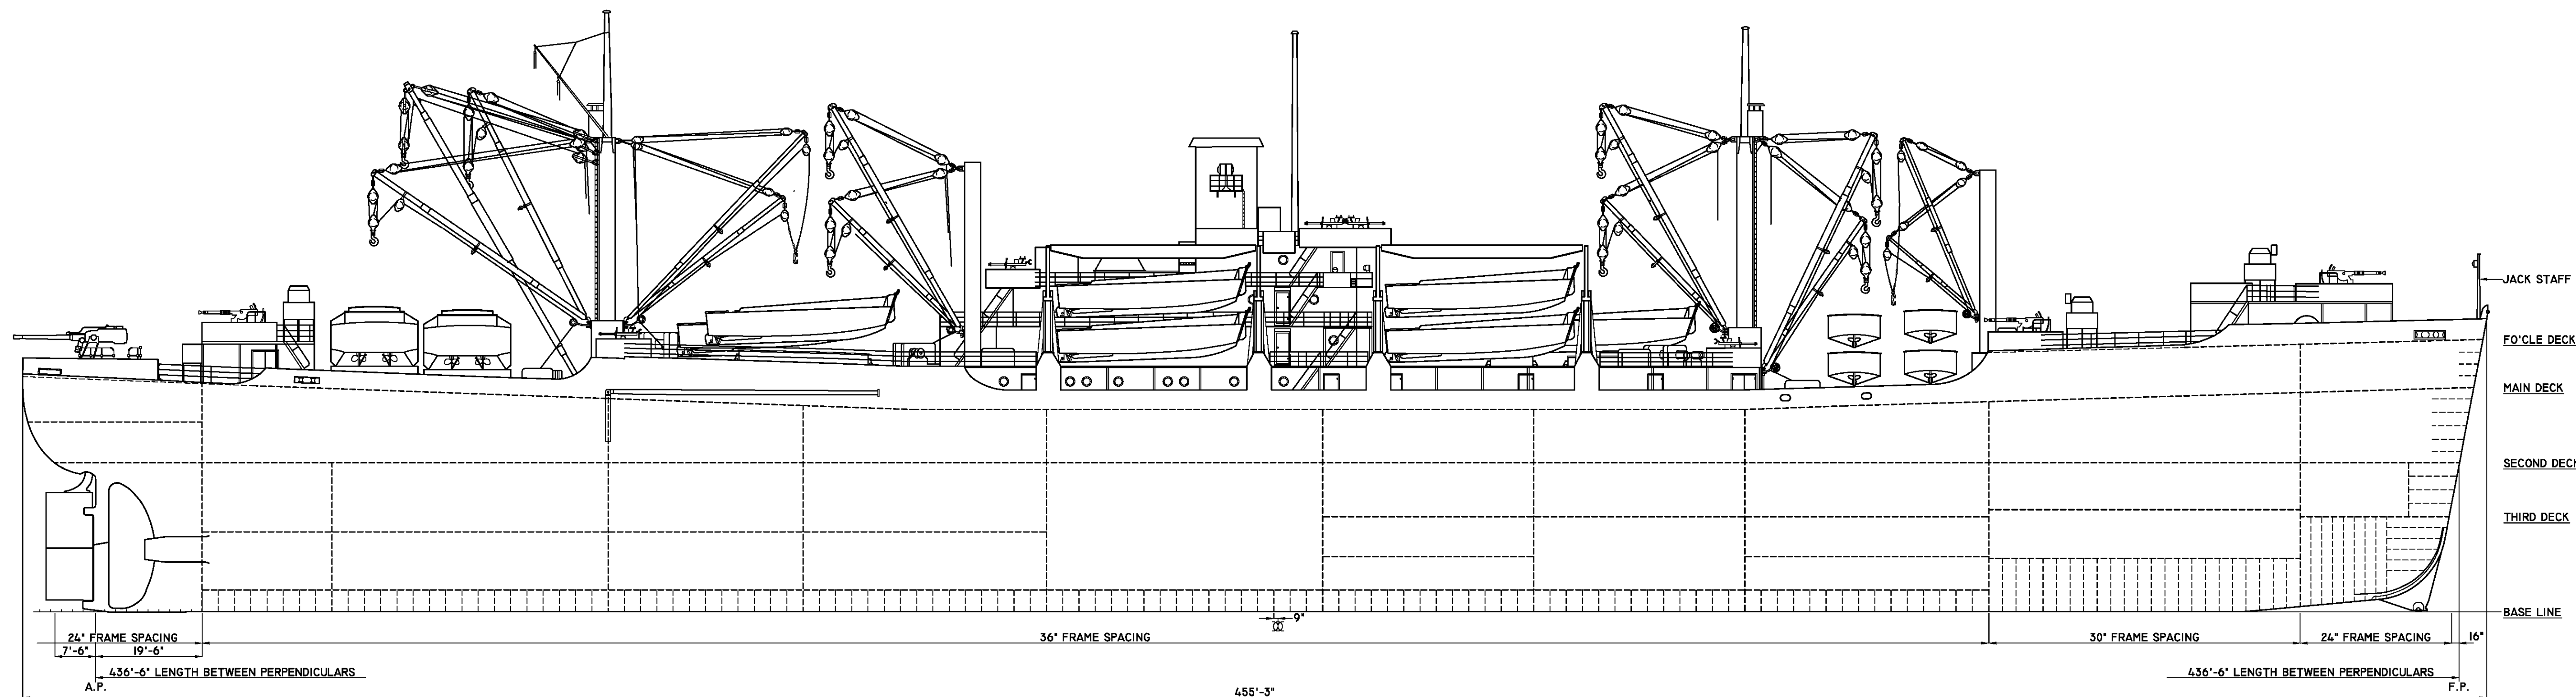 JACK STAFF
FO'CLE DECK
MAIN DECK
SECOND DECK
THIRD DECK
BASE LINE
9"
24" FRAME SPACING
36" FRAME SPACING
30" FRAME SPACING
24" FRAME SPACING
16"
7'-6"
19'-6"
436'-6" LENGTH BETWEEN PERPENDICULARS
436'-6" LENGTH BETWEEN PERPENDICULARS
A.P.
F.P.
455'-3"